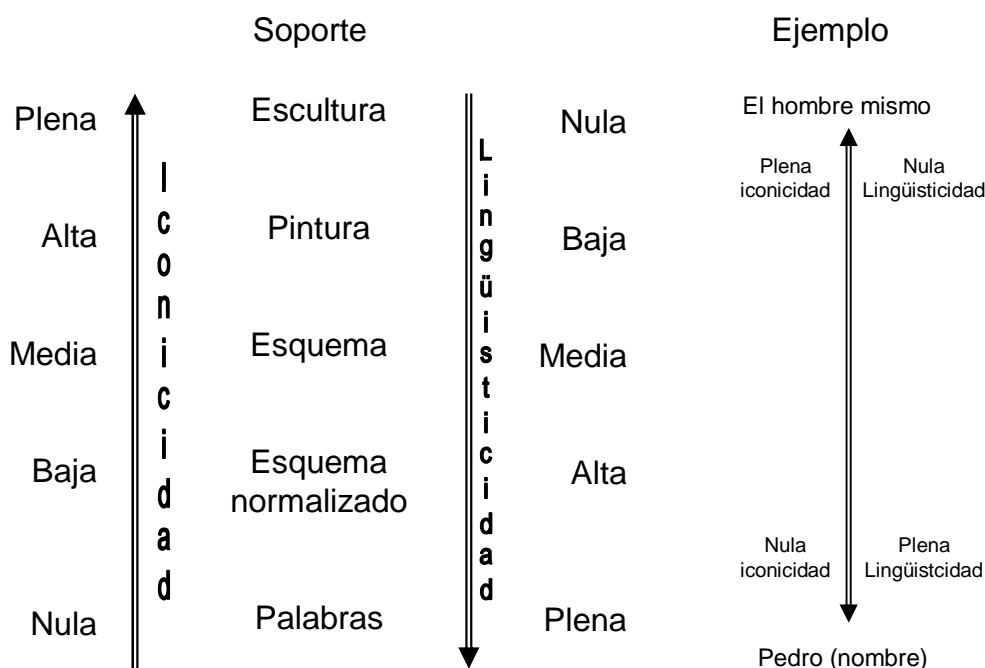 Soporte
Ejemplo
Plena
Escultura
Nula
El hombre mismo
Iconicidad
Lingüisticidad
Plena
iconicidad
Nula
Lingüisticidad
Alta
Pintura
Baja
Media
Esquema
Media
Baja
Esquema
normalizado
Alta
Nula
iconicidad
Plena
Lingüistcidad
Nula
Palabras
Plena
Pedro (nombre)